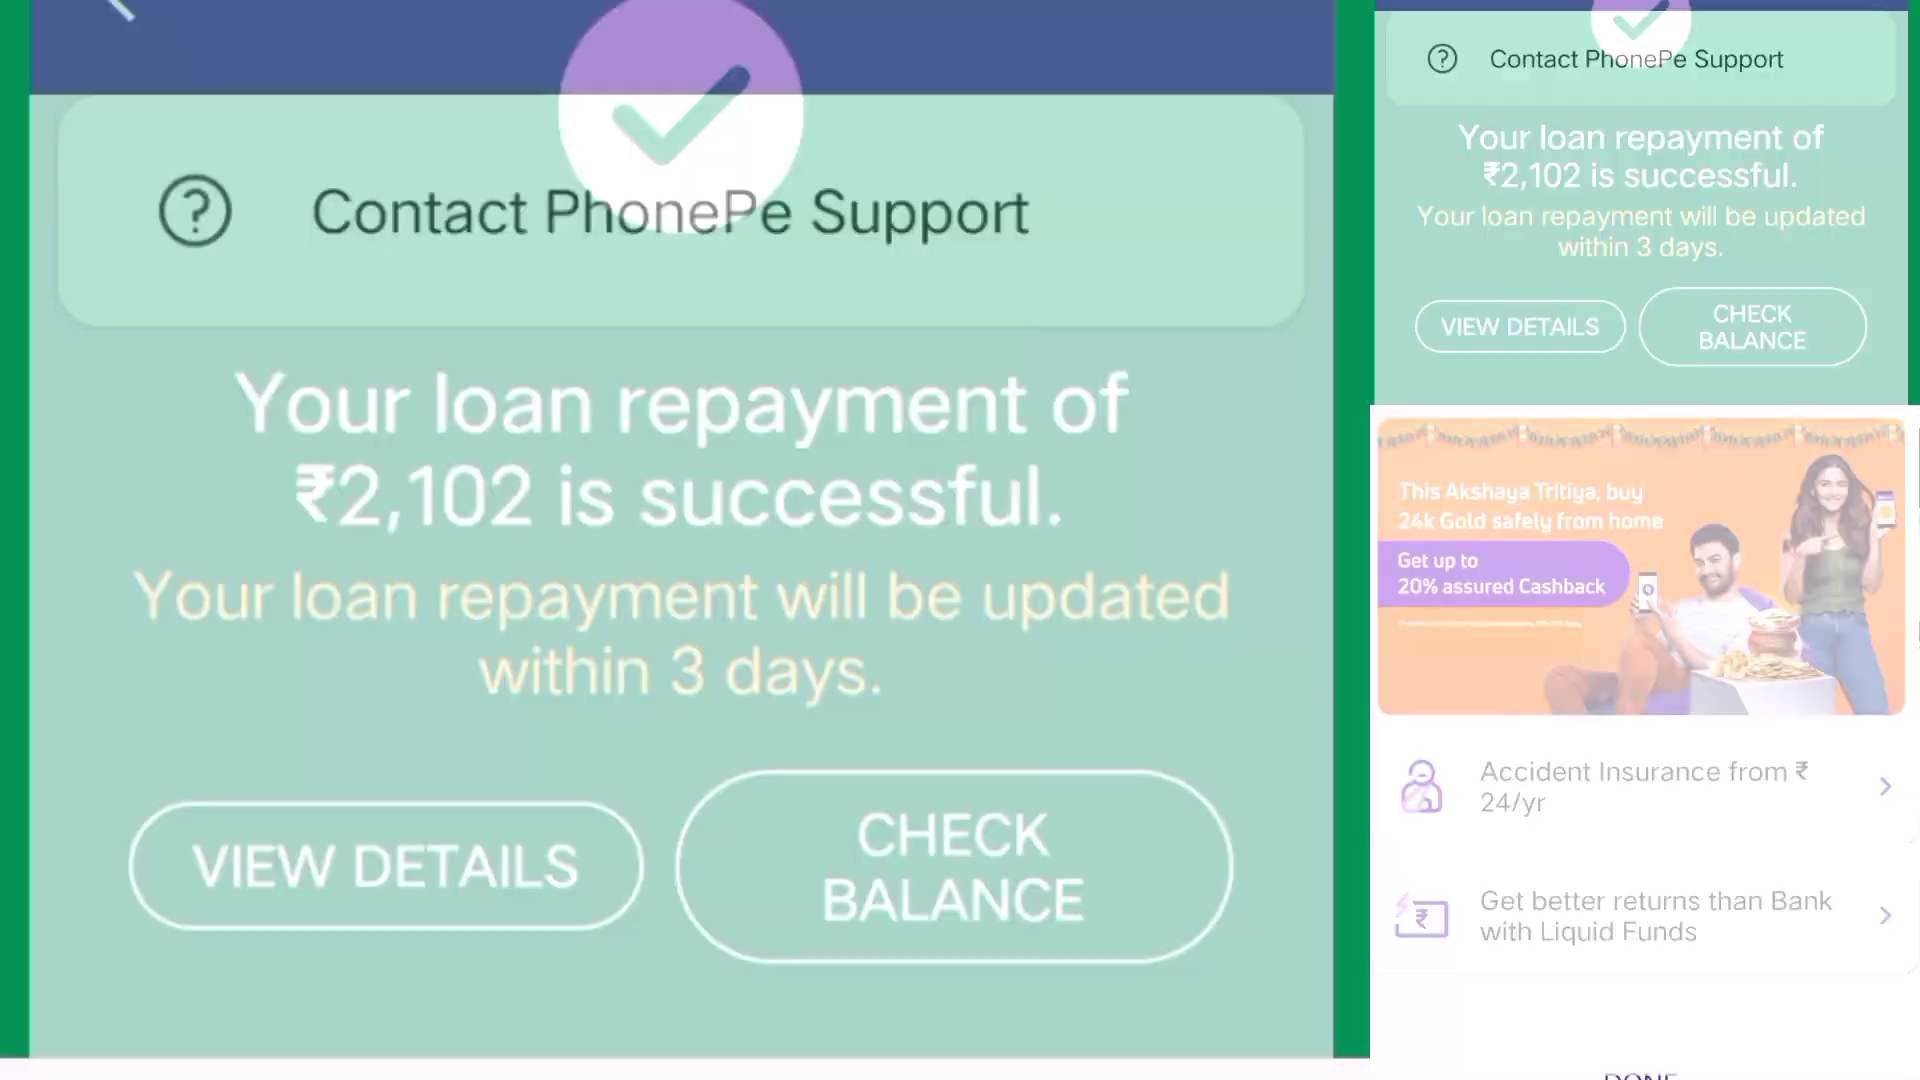 Contact PhonePe Support
Your loan repayment of
₹2,102 is successful.
Your loan repayment will be updated
within 3 days.
VIEW DETAILS
CHECK
BALANCE
Contact PhonePe Support
Your loan repayment of
₹2,102 is successful.
Your loan repayment will be updated
within 3 days.
VIEW DETAILS
CHECK
BALANCE
This Akshaya Tritiya, buy
24k Gold safely from home
Get up to
20% assured Cashback
Accident Insurance from ₹
24/yr
Get better returns than Bank
with Liquid Funds
DONE